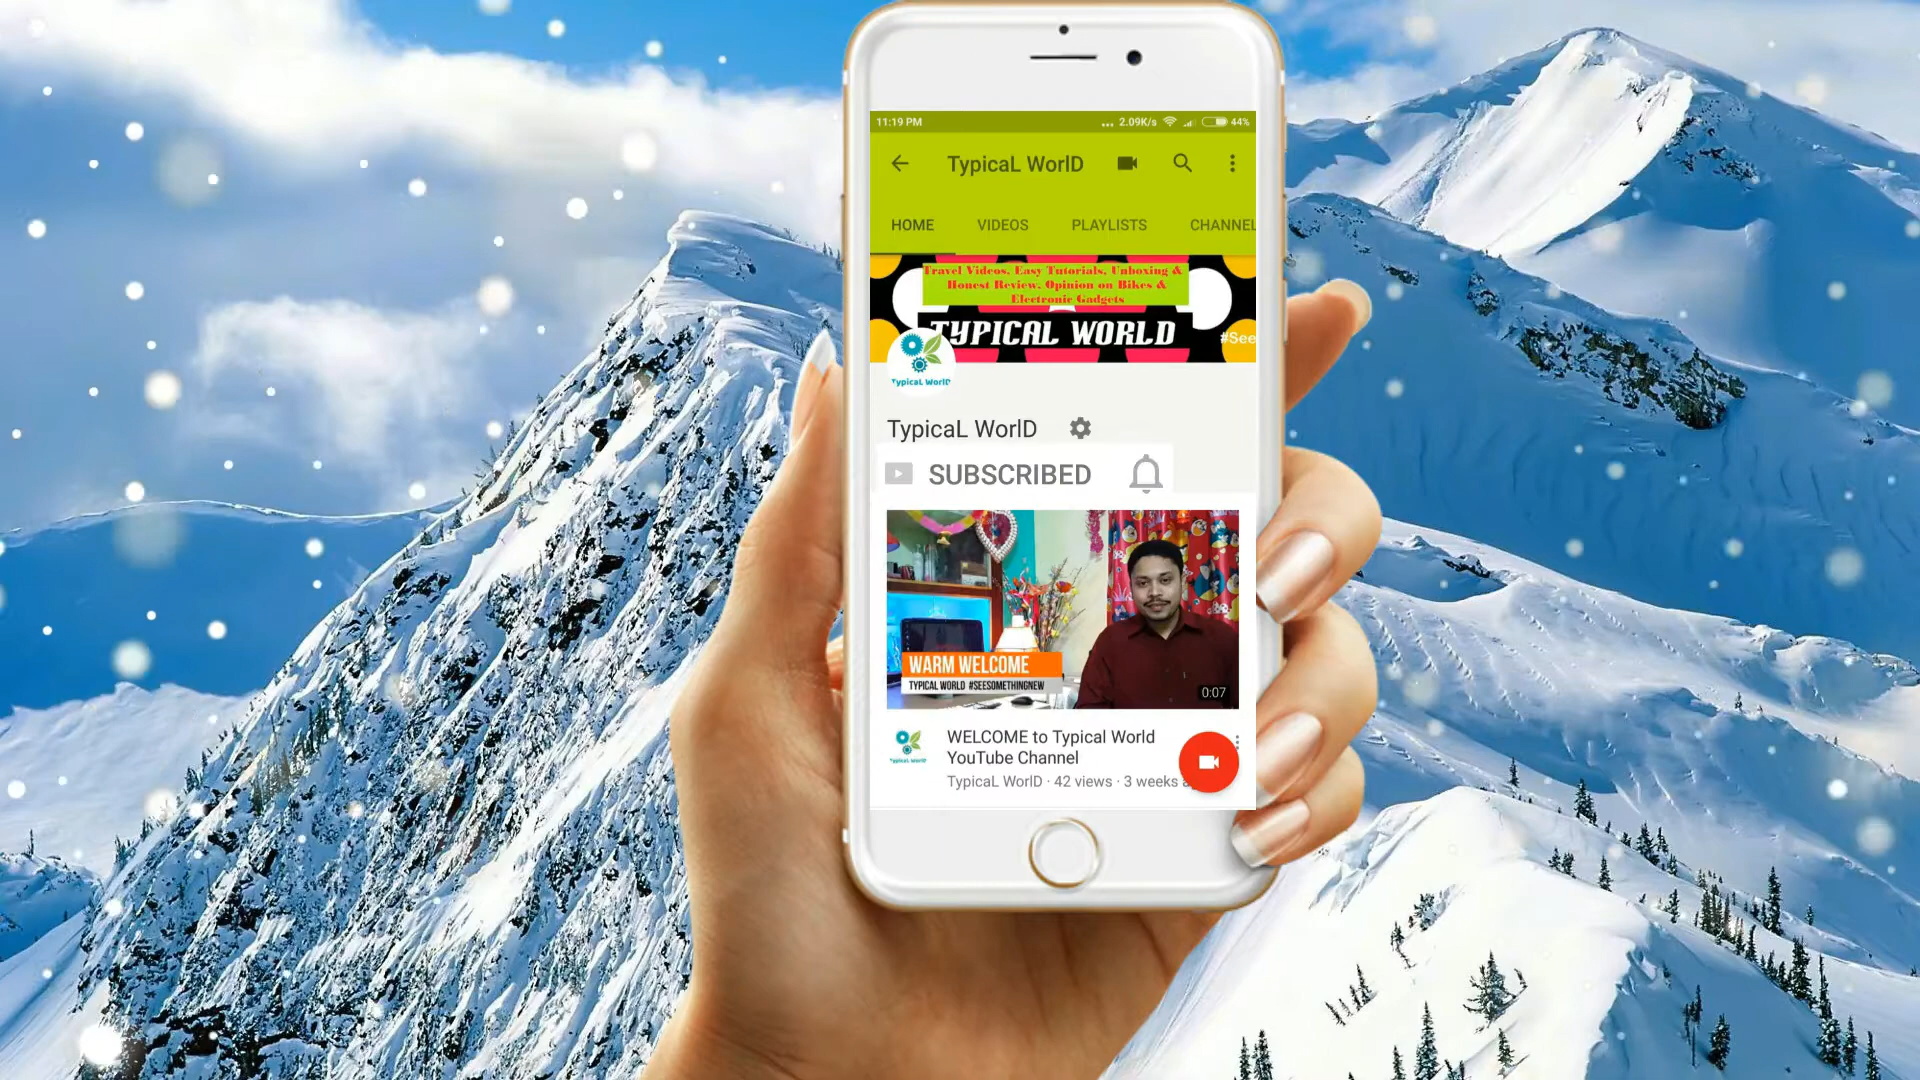 11:19 PM ... 2.09K/s 44%
TypicaL WorlD
HOME VIDEOS PLAYLISTS CHANNEL
Travel Videos, Easy Tutorials, Unboxing &
Honest Review, Opinion on Bikes &
Electronic Gadgets
TYPICAL WORLD
#See
TypicaL WorlD
TypicaL WorlD
SUBSCRIBED
WARM WELCOME
TYPICAL WORLD #SEESOMETHINGNEW
0:07
WELCOME to Typical World
YouTube Channel
TypicaL WorlD
TypicaL WorlD · 42 views · 3 weeks